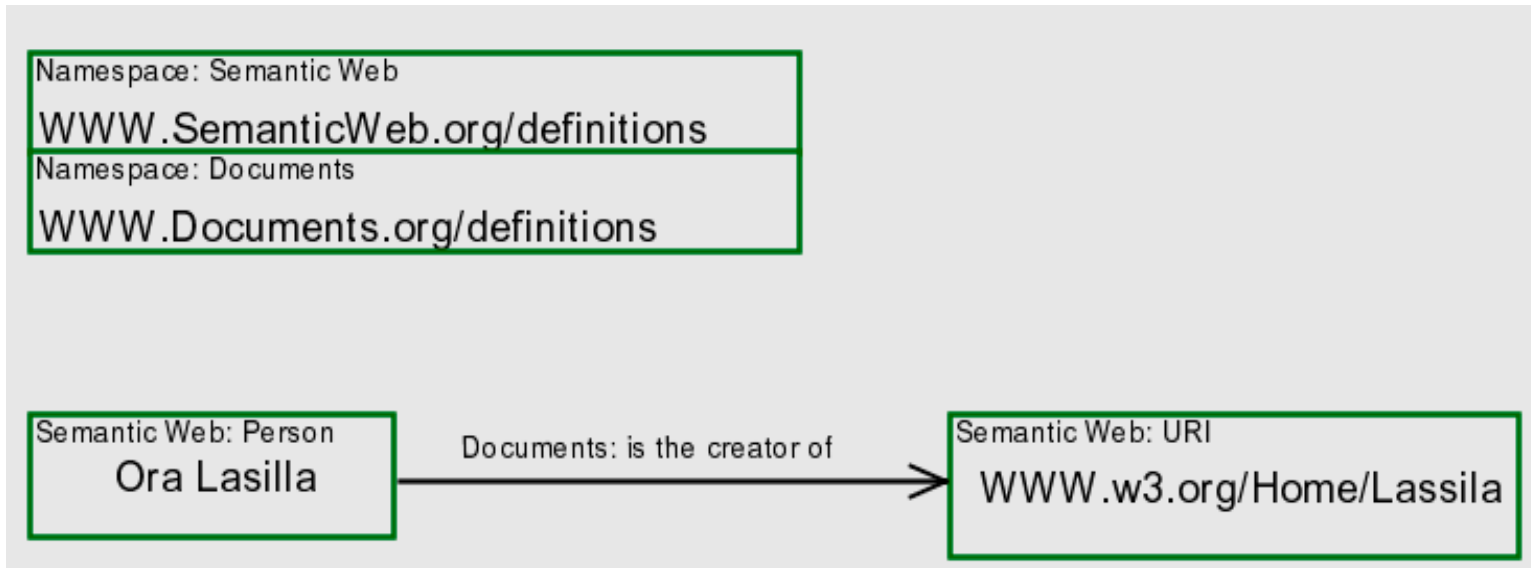 Namespace: Semantic Web
WWW.SemanticWeb.org/definitions
Namespace: Documents
WWW.Documents.org/definitions
Semantic Web: Person
Ora Lasilla
Documents: is the creator of
Semantic Web: URI
WWW.w3.org/Home/Lassila